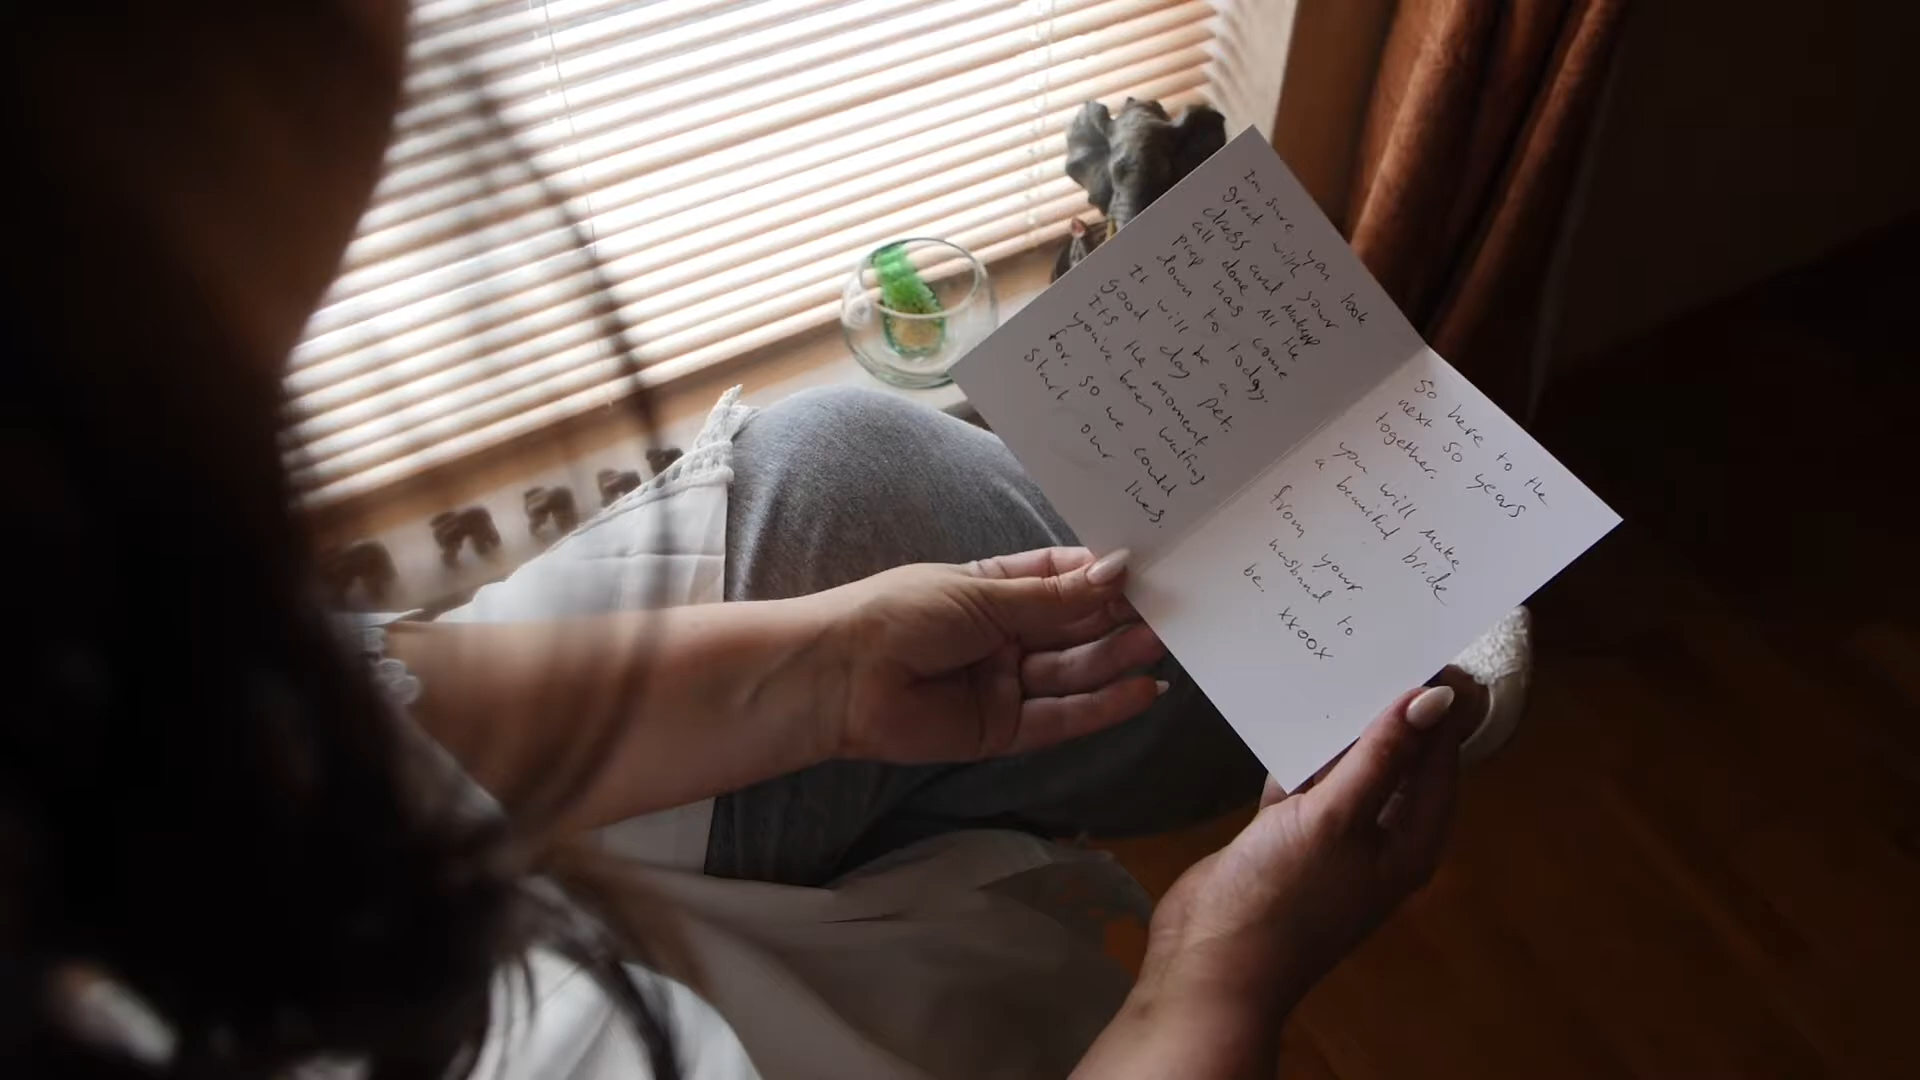 Im sure you look
great with your
dress and makeup
all done. All the
prep has come
down to today.
It will be a
good day pet.
Its the moment
you've been waiting
for. so we could
start our lives.
So here to the
next 50 years
together.
you will make
a beautiful bride
from your
husband to
be. xxoox